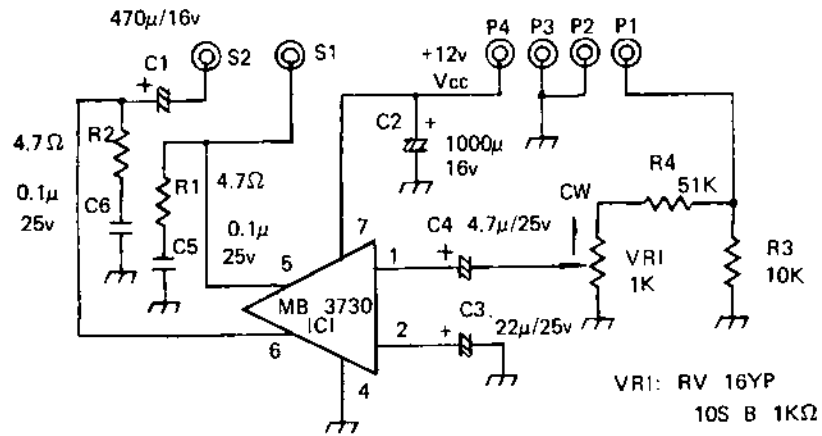 470μ/16v
C1
+
S2
S1
+12v
Vcc
P4
P3
P2
P1
4.7Ω
R2
0.1μ
25v
C6
R1
4.7Ω
0.1μ
25v
C5
C2
+
1000μ
16v
R4
51K
CW
VR1
1K
R3
10K
C4
4.7μ/25v
+
7
1
5
MB 3730
IC1
2
6
4
C3
22μ/25v
+
VR1: RV 16YP
10S B 1KΩ